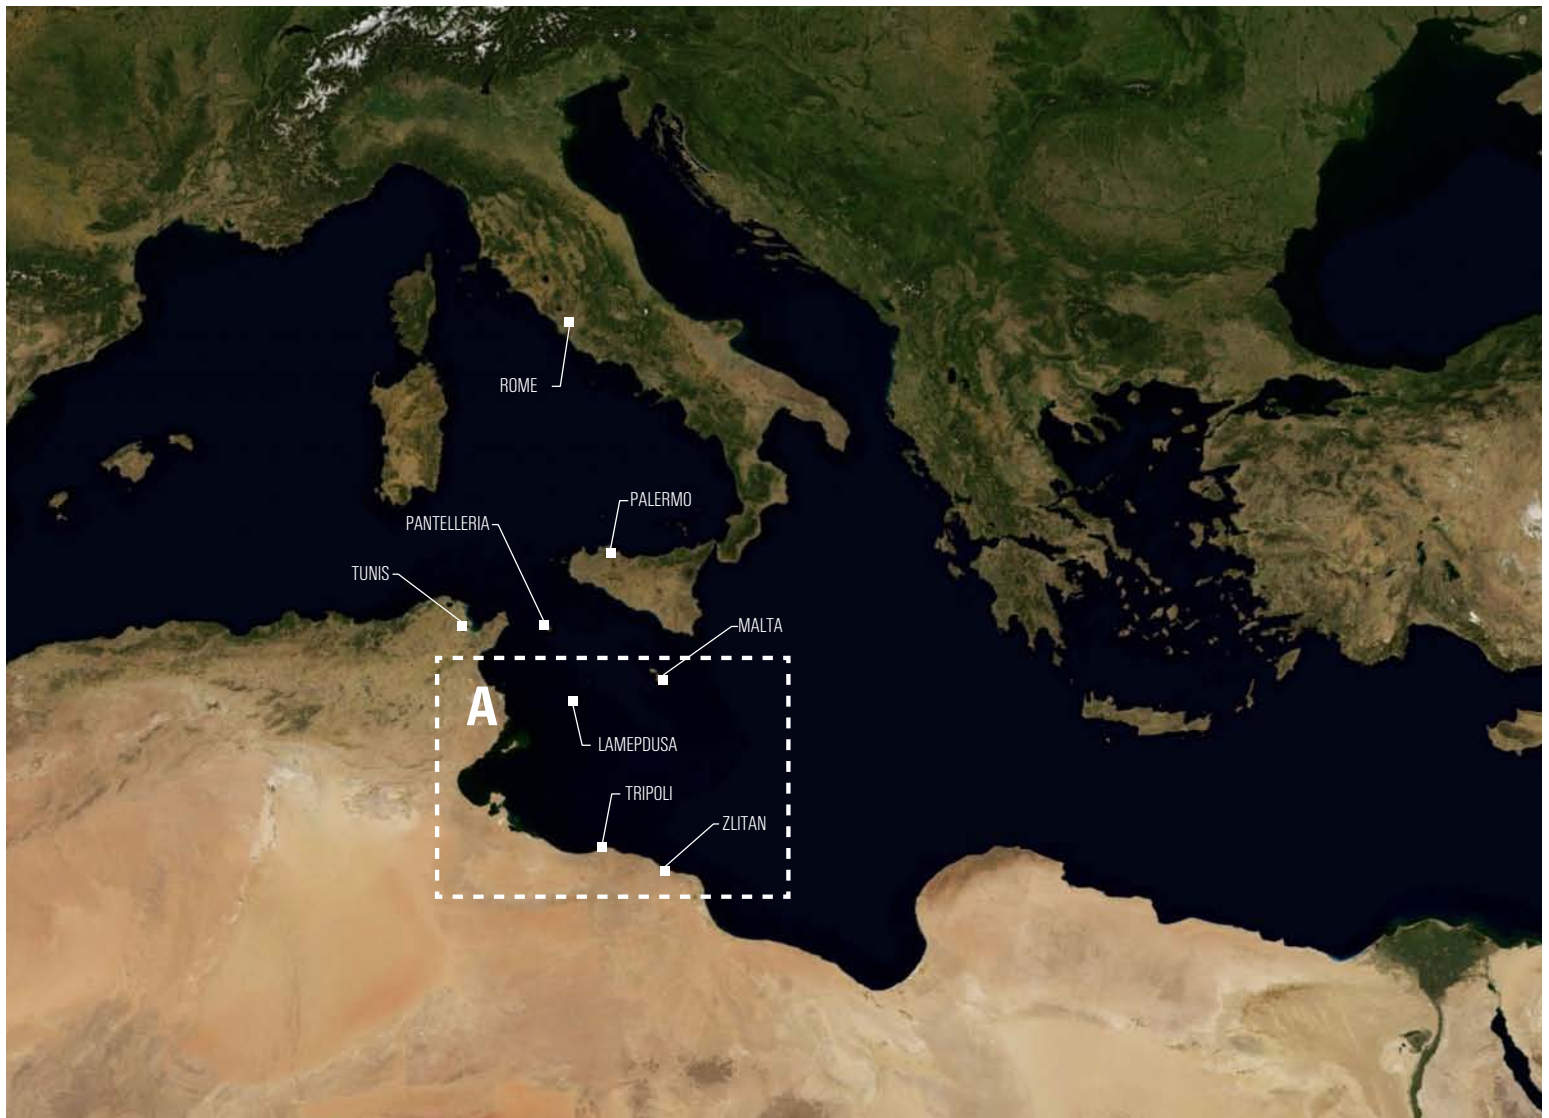 ROME
PALERMO
PANTELLERIA
TUNIS
MALTA
A
LAMEPDUSA
TRIPOLI
ZLITAN